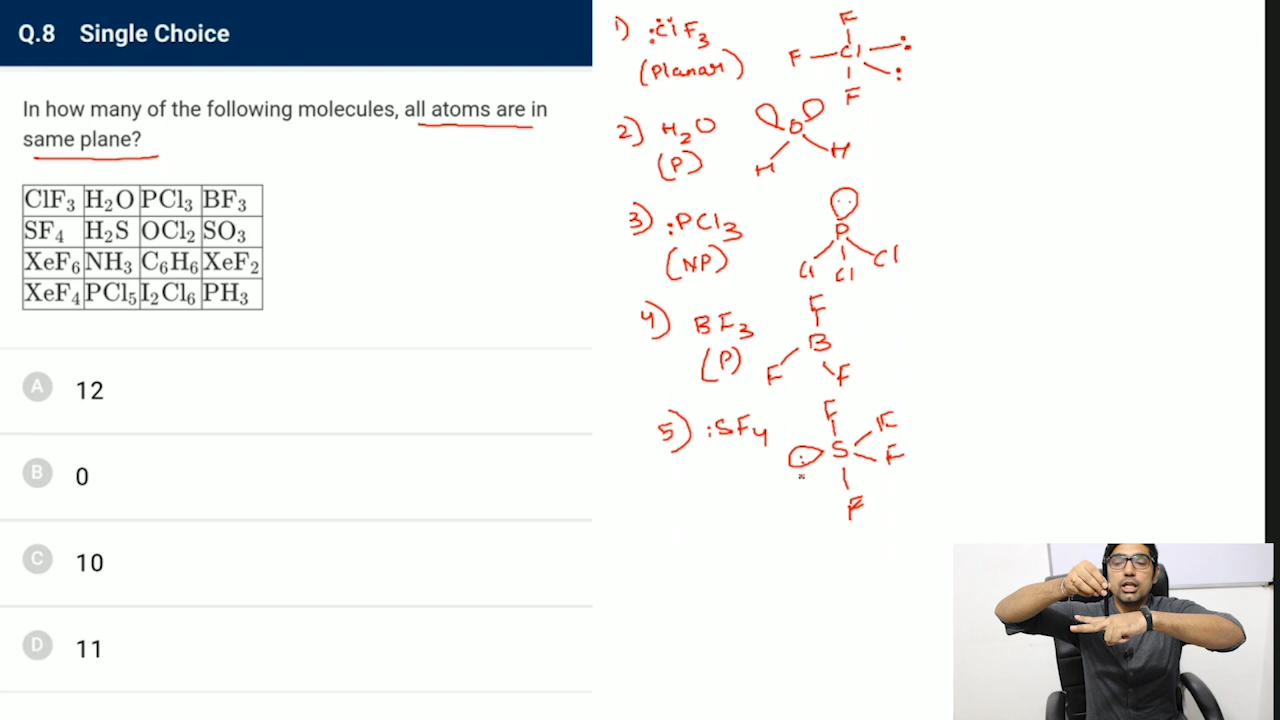 Q.8 Single Choice
In how many of the following molecules, all atoms are in
same plane?
ClF₃ H₂O PCl₃ BF₃
SF₄ H₂S OCl₂ SO₃
XeF₆ NH₃ C₆H₆ XeF₂
XeF₄ PCl₅ I₂Cl₆ PH₃
A 12
B 0
C 10
D 11
1) :ClF₃
(Planar)
F
F Cl
F
2) H₂O
(P)
O
H H
3) :PCl₃
(NP)
P
Cl Cl Cl
4) BF₃
(P)
F
B
F F
5) :SF₄
F
S F
F
F